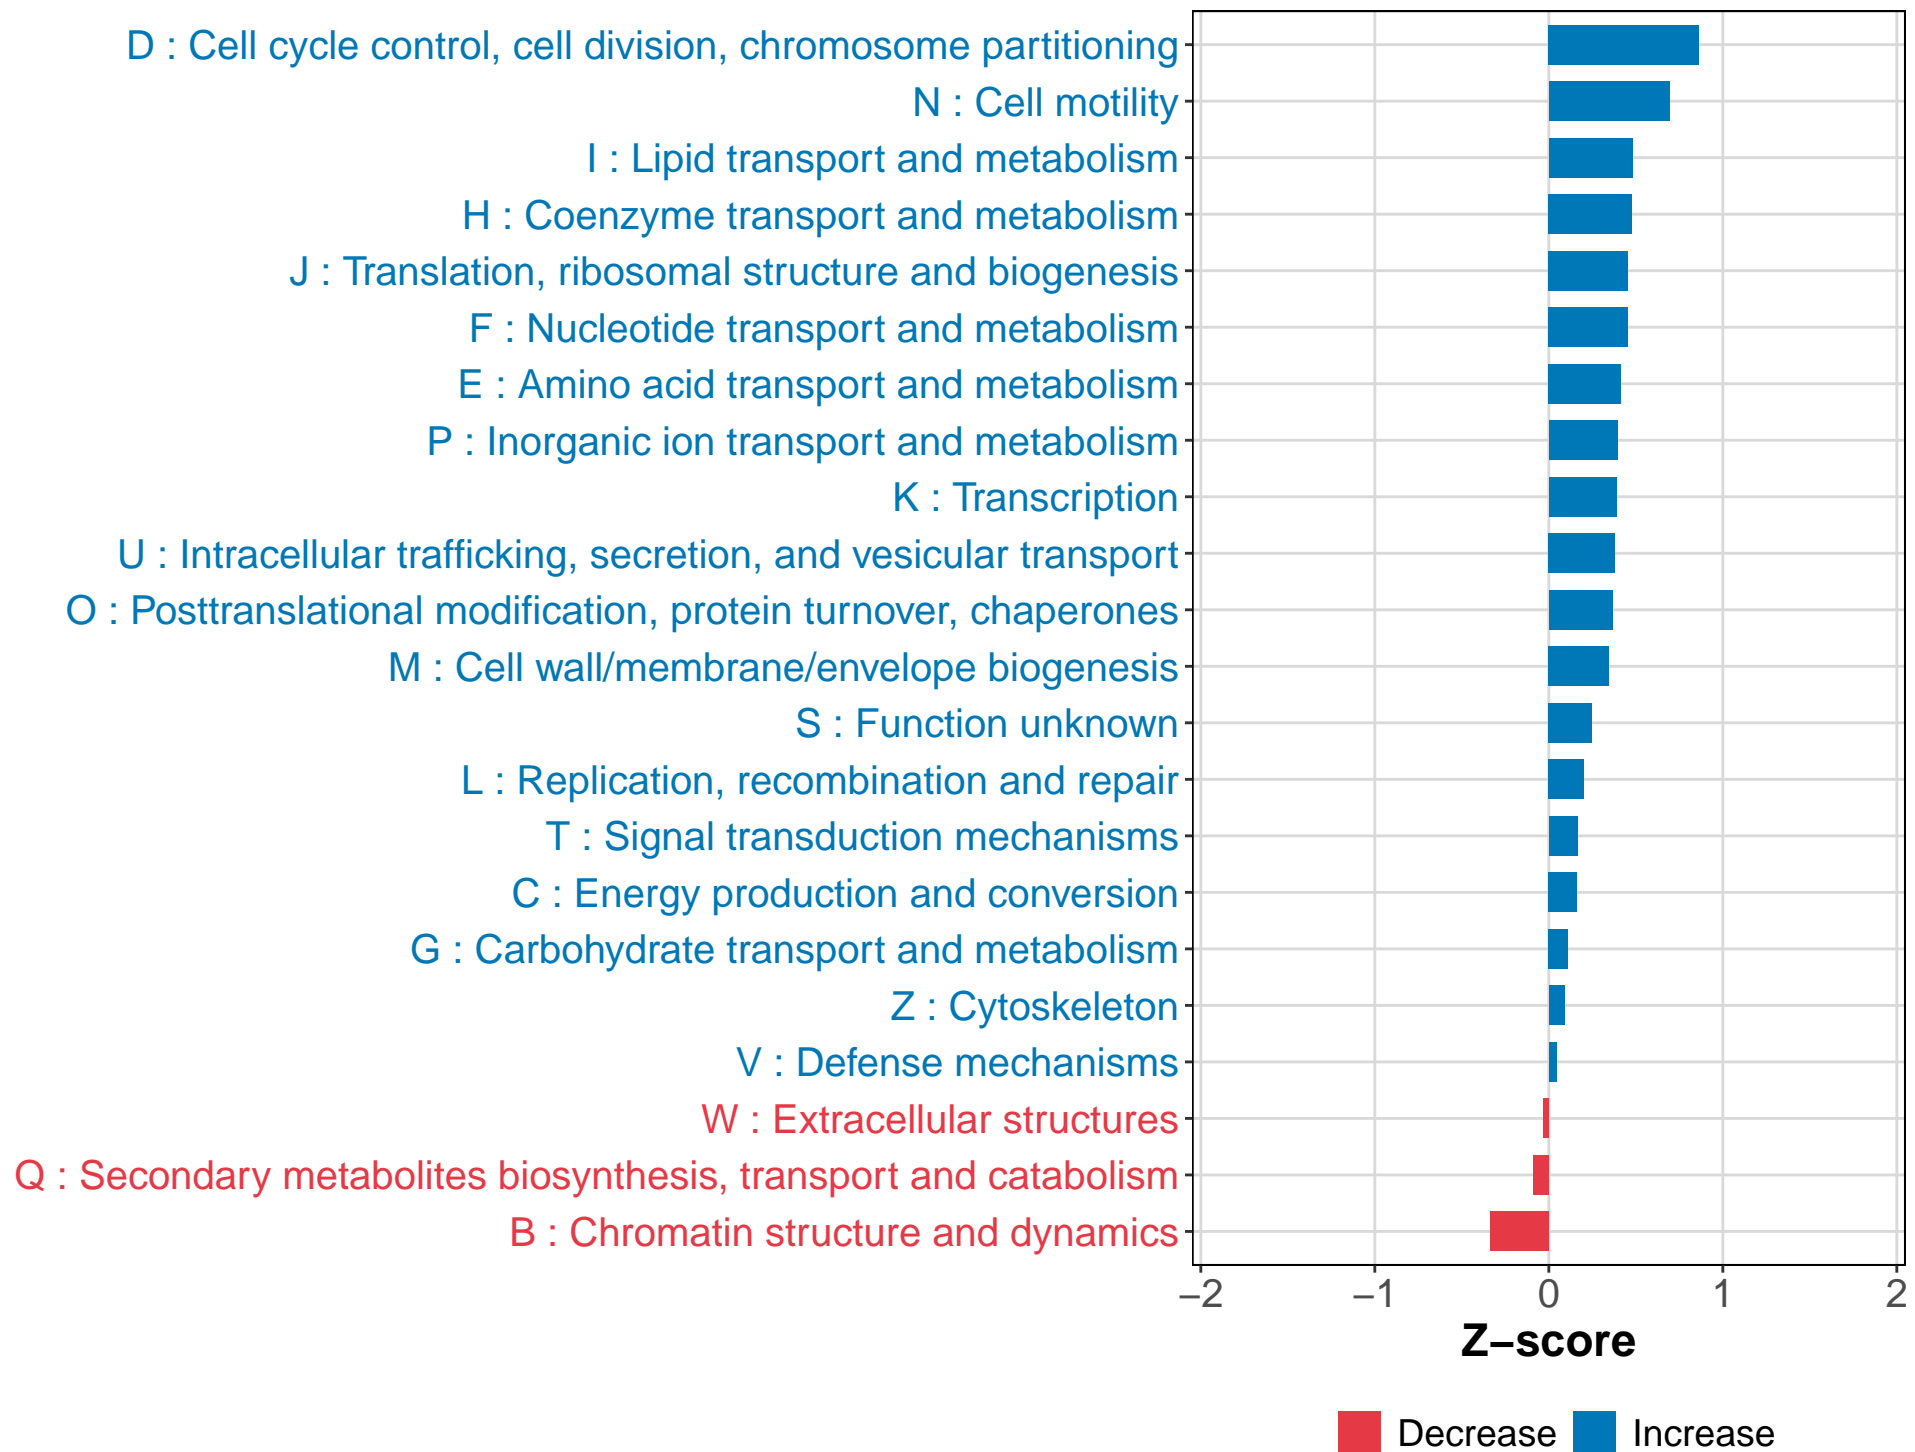 D : Cell cycle control, cell division, chromosome partitioning
N : Cell motility
I : Lipid transport and metabolism
H : Coenzyme transport and metabolism
J : Translation, ribosomal structure and biogenesis
F : Nucleotide transport and metabolism
E : Amino acid transport and metabolism
P : Inorganic ion transport and metabolism
K : Transcription
U : Intracellular trafficking, secretion, and vesicular transport
O : Posttranslational modification, protein turnover, chaperones
M : Cell wall/membrane/envelope biogenesis
S : Function unknown
L : Replication, recombination and repair
T : Signal transduction mechanisms
C : Energy production and conversion
G : Carbohydrate transport and metabolism
Z : Cytoskeleton
V : Defense mechanisms
W : Extracellular structures
Q : Secondary metabolites biosynthesis, transport and catabolism
B : Chromatin structure and dynamics
−2 −1 0 1 2
Z−score
Decrease Increase